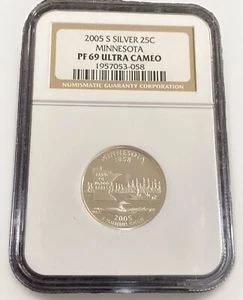 2005 S SILVER 25C
MINNESOTA
PF 69 ULTRA CAMEO
1957053-058
NUMISMATIC GUARANTY CORPORATION
MINNESOTA
1858
2005